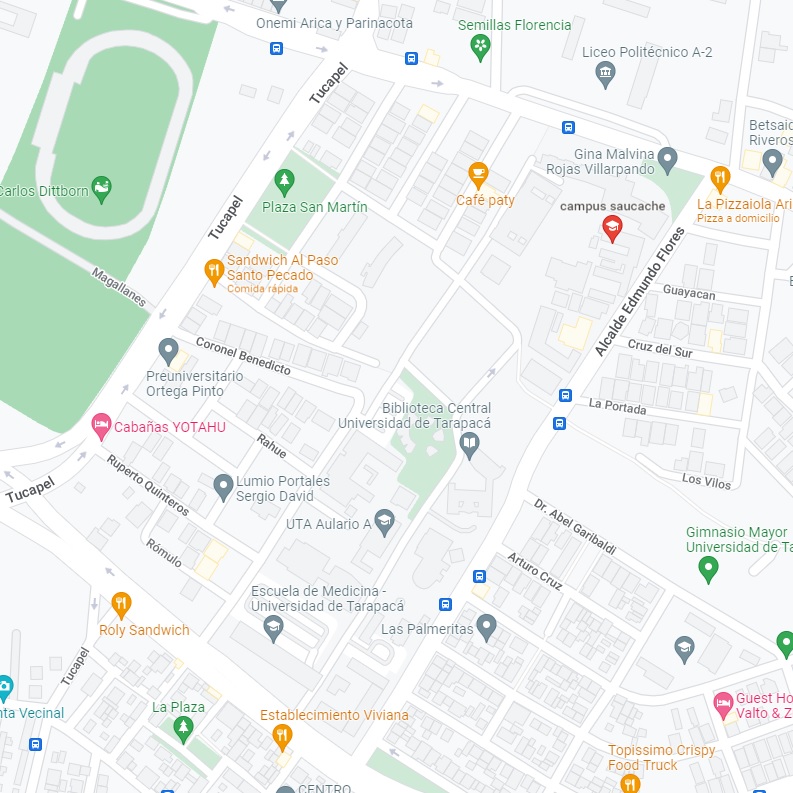 Onemi Arica y Parinacota
Semillas Florencia
Liceo Politécnico A-2
Tucapel
Betsaid
Riveros
Gina Malvina
Rojas Villarpando
Carlos Dittborn
Plaza San Martín
Café paty
La Pizzaiola Ari
Pizza a domicilio
campus saucache
Tucapel
Alcalde Edmundo Flores
Sandwich Al Paso
Santo Pecado
Comida rápida
Magallanes
Guayacan
Coronel Benedicto
Cruz del Sur
Preuniversitario
Ortega Pinto
La Portada
Biblioteca Central
Universidad de Tarapacá
Cabañas YOTAHU
Rahue
Ruperto Quinteros
Lumio Portales
Sergio David
Los Vilos
Tucapel
UTA Aulario A
Dr. Abel Garibaldi
Gimnasio Mayor
Universidad de Ta
Rómulo
Arturo Cruz
Escuela de Medicina -
Universidad de Tarapacá
Roly Sandwich
Las Palmeritas
Tucapel
nta Vecinal
La Plaza
Establecimiento Viviana
Guest Ho
Valto & Z
Topissimo Crispy
Food Truck
CENTRO